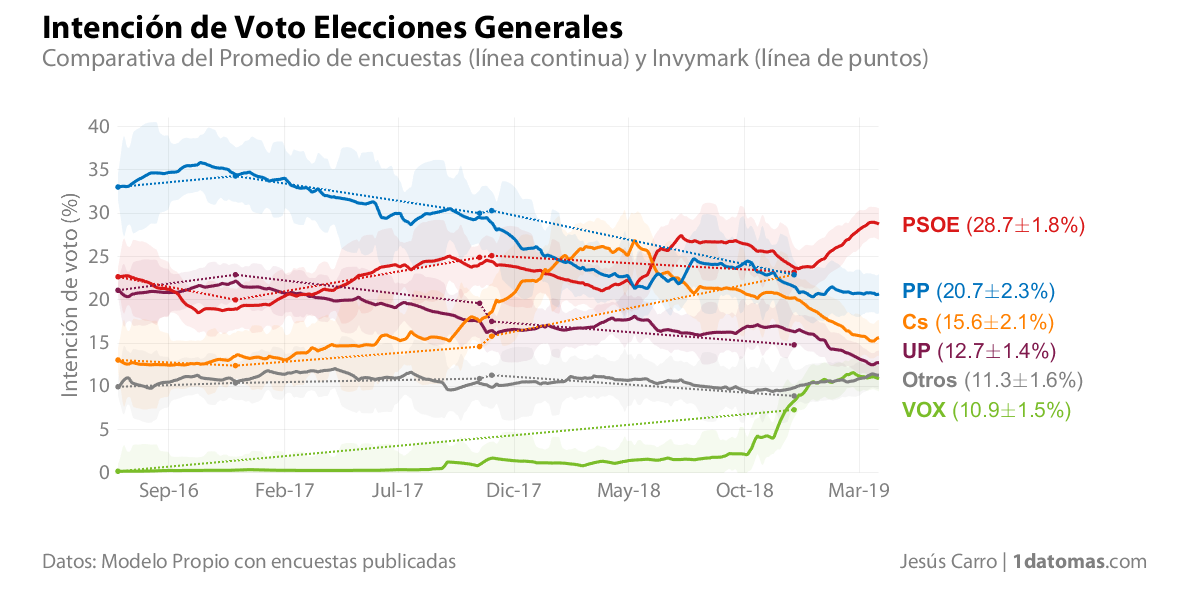 Intención de Voto Elecciones Generales
Comparativa del Promedio de encuestas (línea continua) y Invymark (línea de puntos)
Intención de voto (%)
40
35
30
25
20
15
10
5
0
Sep-16 Feb-17 Jul-17 Dic-17 May-18 Oct-18 Mar-19
PSOE (28.7±1.8%)
PP (20.7±2.3%)
Cs (15.6±2.1%)
UP (12.7±1.4%)
Otros (11.3±1.6%)
VOX (10.9±1.5%)
Datos: Modelo Propio con encuestas publicadas
Jesús Carro | 1datomas.com